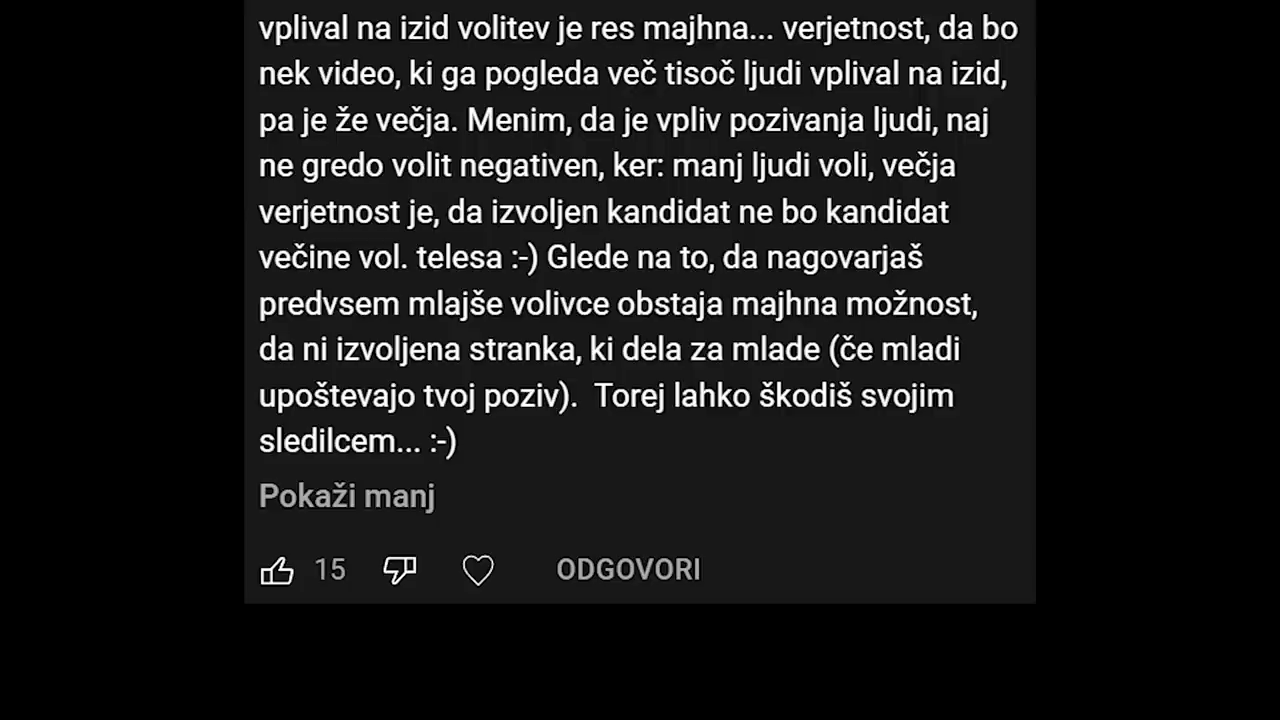 vplival na izid volitev je res majhna... verjetnost, da bo
nek video, ki ga pogleda več tisoč ljudi vplival na izid,
pa je že večja. Menim, da je vpliv pozivanja ljudi, naj
ne gredo volit negativen, ker: manj ljudi voli, večja
verjetnost je, da izvoljen kandidat ne bo kandidat
večine vol. telesa :-) Glede na to, da nagovarjaš
predvsem mlajše volivce obstaja majhna možnost,
da ni izvoljena stranka, ki dela za mlade (če mladi
upoštevajo tvoj poziv).  Torej lahko škodiš svojim
sledilcem... :-)
Pokaži manj
15 ODGOVORI